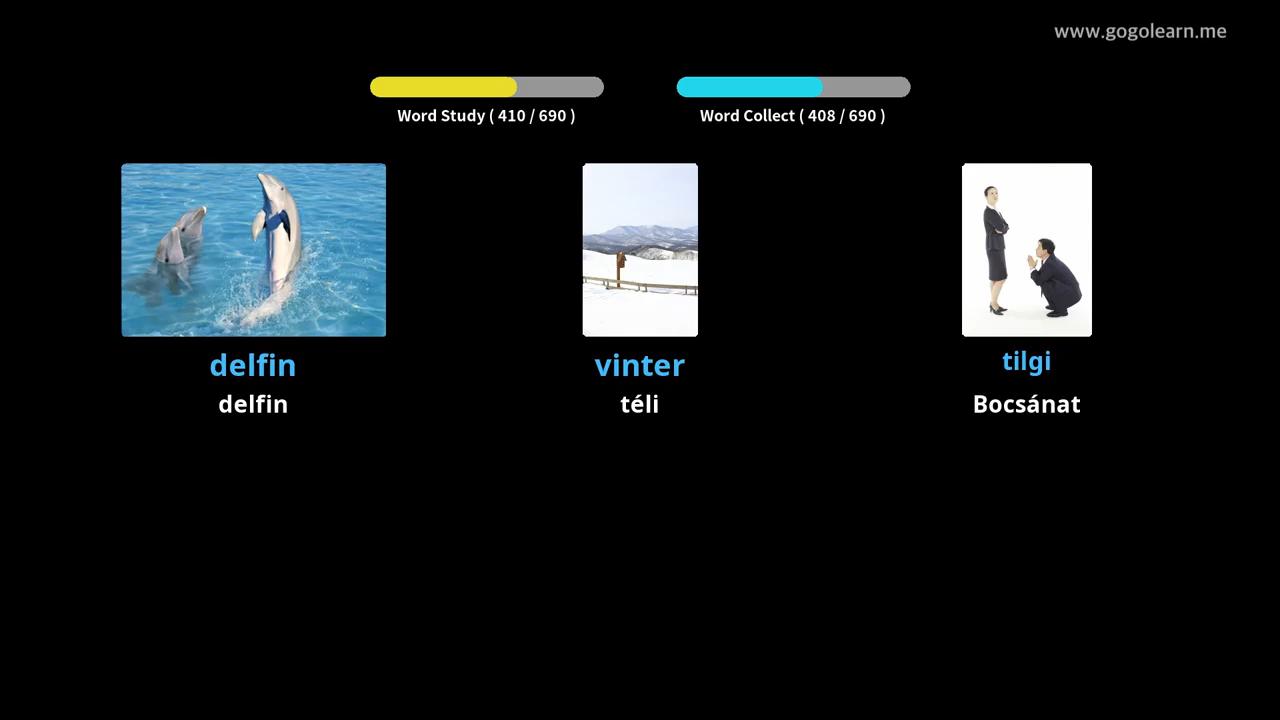 www.gogolearn.me
Word Study ( 410 / 690 )
Word Collect ( 408 / 690 )
delfin
vinter
tilgi
delfin
téli
Bocsánat